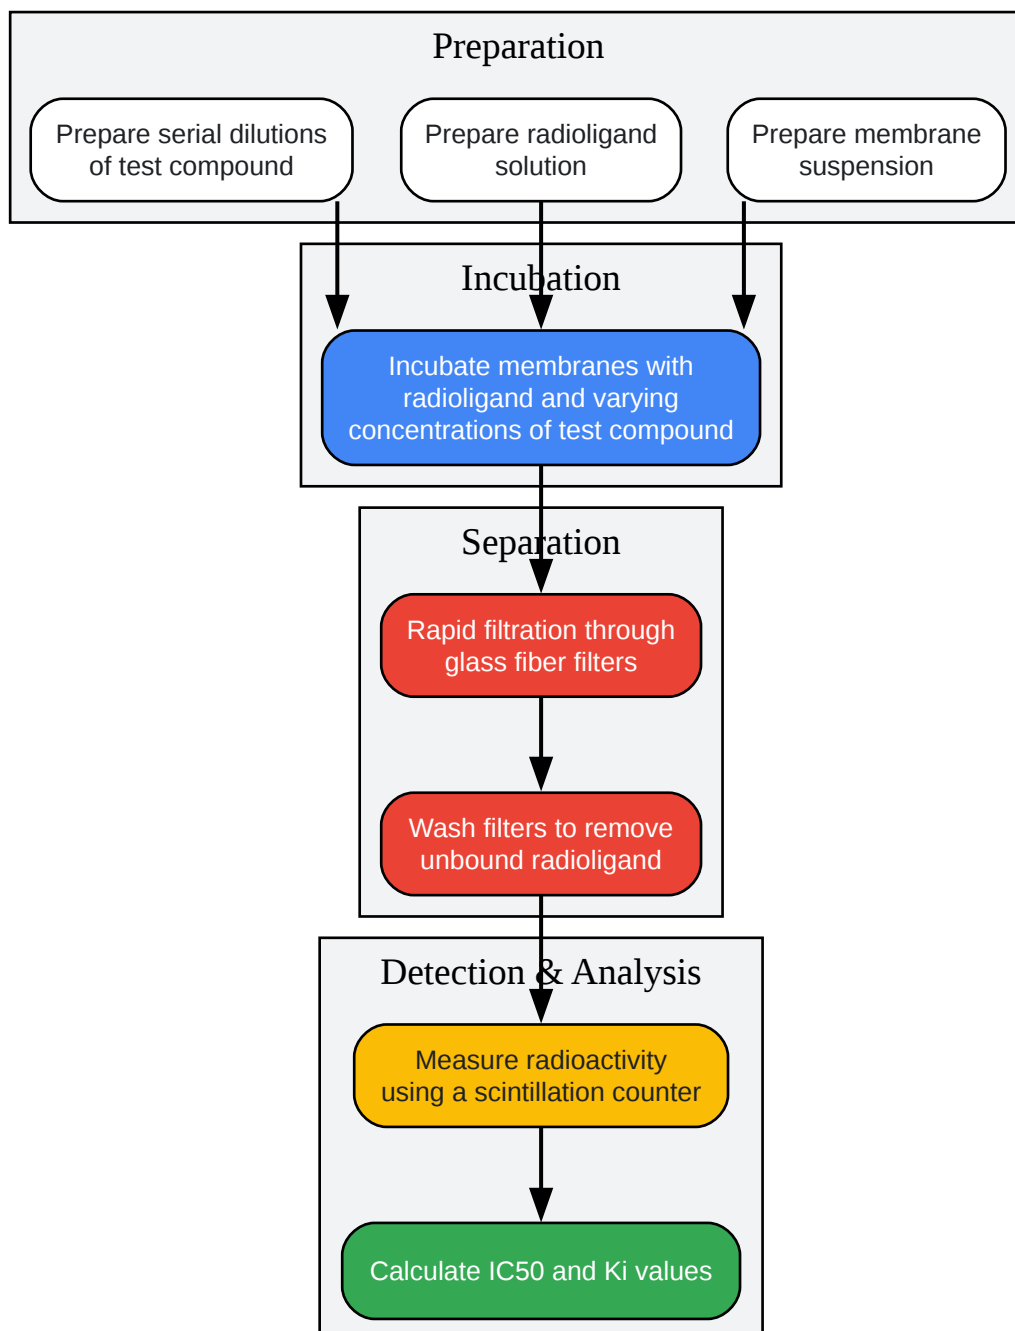 Preparation
Prepare serial dilutions
of test compound
Prepare radioligand
solution
Prepare membrane
suspension
Incubation
Incubate membranes with
radioligand and varying
concentrations of test compound
Separation
Rapid filtration through
glass fiber filters
Wash filters to remove
unbound radioligand
Detection & Analysis
Measure radioactivity
using a scintillation counter
Calculate IC50 and Ki values